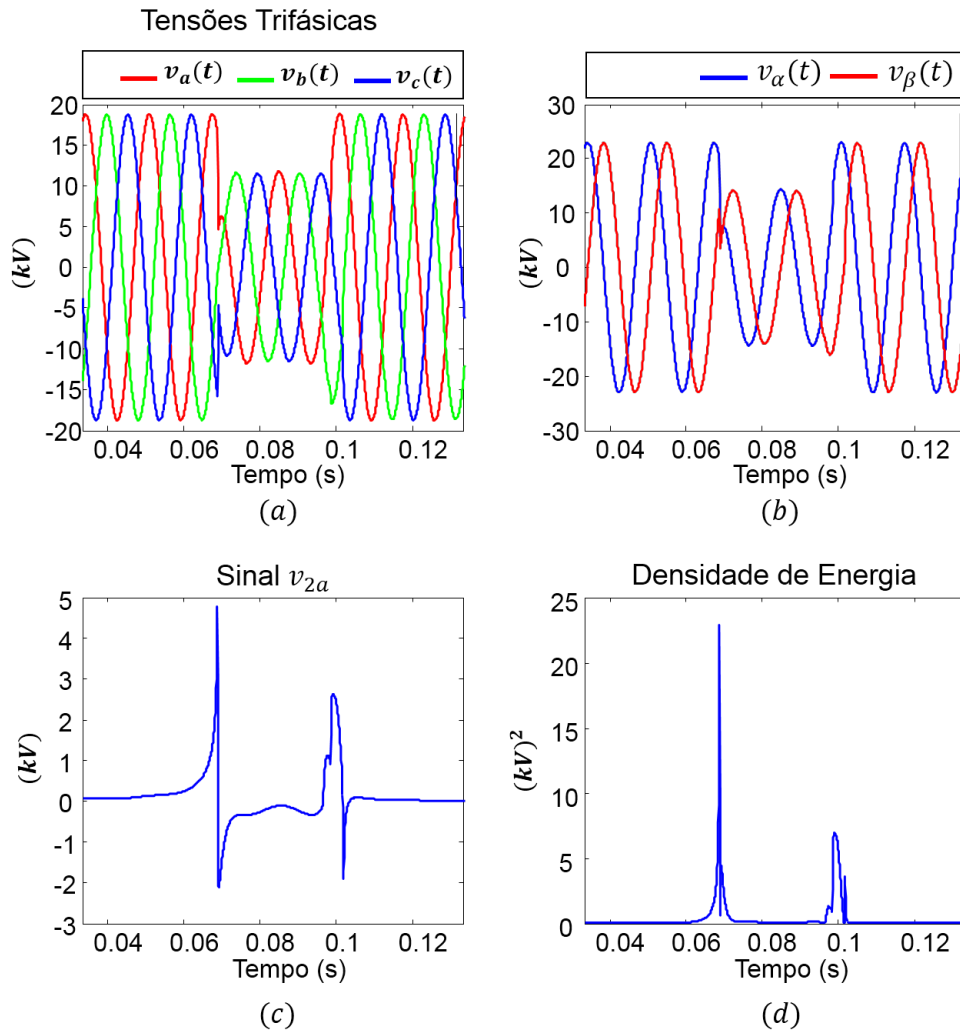 Tensões Trifásicas
v_a(t) v_b(t) v_c(t)
20
15
10
5
0
-5
-10
-15
-20
(kV)
0.04 0.06 0.08 0.1 0.12
Tempo (s)
(a)
v_α(t) v_β(t)
30
20
10
0
-10
-20
-30
(kV)
0.04 0.06 0.08 0.1 0.12
Tempo (s)
(b)
Sinal v_{2a}
5
4
3
2
1
0
-1
-2
-3
(kV)
0.04 0.06 0.08 0.1 0.12
Tempo (s)
(c)
Densidade de Energia
25
20
15
10
5
0
(kV)²
0.04 0.06 0.08 0.1 0.12
Tempo (s)
(d)